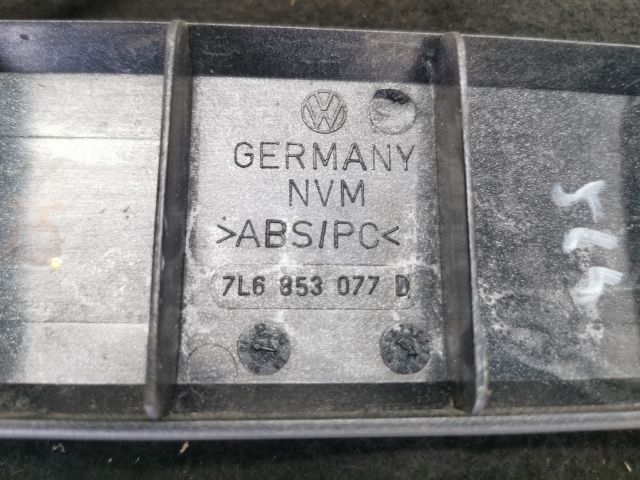 GERMANY
NVM
>ABS/PC<
7L6 853 077 D